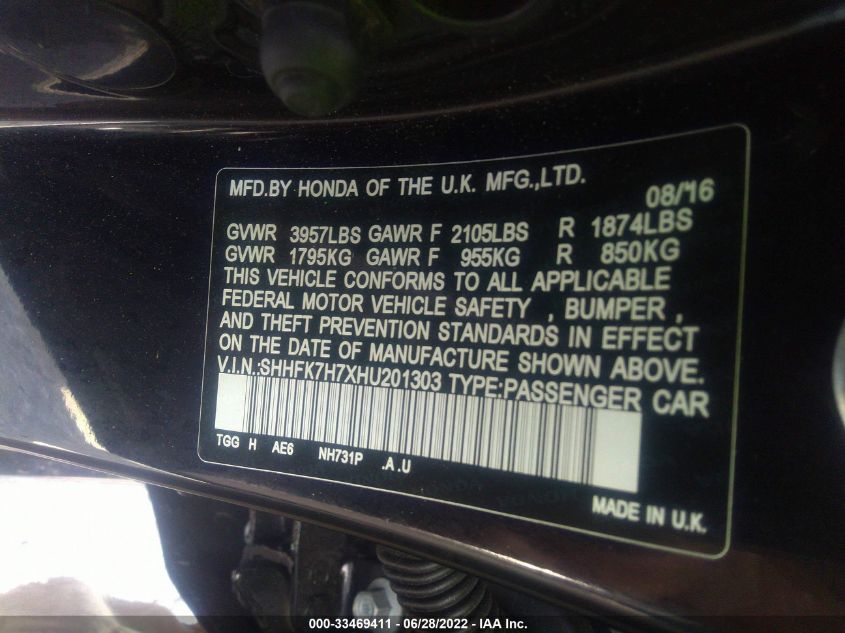 MFD.BY HONDA OF THE U.K. MFG.,LTD. 08/'16
GVWR 3957LBS GAWR F 2105LBS R 1874LBS
GVWR 1795KG GAWR F 955KG R 850KG
THIS VEHICLE CONFORMS TO ALL APPLICABLE
FEDERAL MOTOR VEHICLE SAFETY , BUMPER ,
AND THEFT PREVENTION STANDARDS IN EFFECT
ON THE DATE OF MANUFACTURE SHOWN ABOVE.
V.I.N.:SHHFK7H7XHU201303 TYPE:PASSENGER CAR
TGG H AE6 NH731P .A .U
MADE IN U.K.
000-33469411 - 06/28/2022 - IAA Inc.